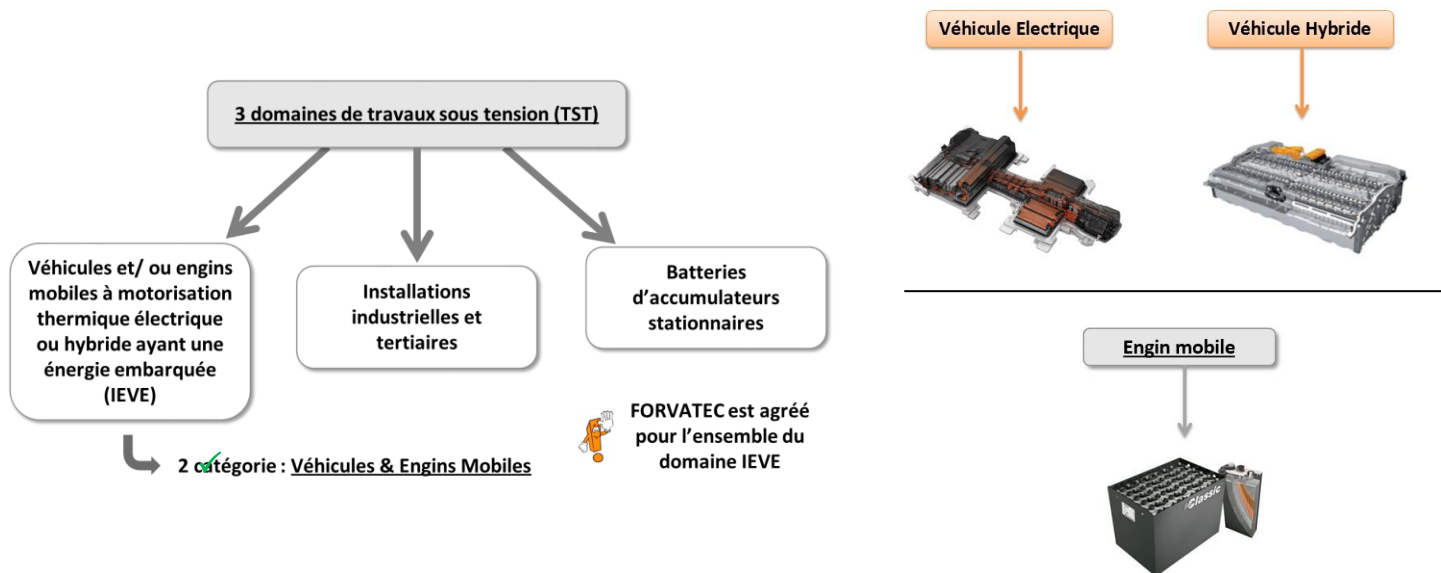 3 domaines de travaux sous tension (TST)
Véhicules et/ ou engins
mobiles à motorisation
thermique électrique
ou hybride ayant une
énergie embarquée
(IEVE)
Installations
industrielles et
tertiaires
Batteries
d’accumulateurs
stationnaires
2 catégorie : Véhicules & Engins Mobiles
FORVATEC est agréé
pour l’ensemble du
domaine IEVE
Véhicule Electrique
Véhicule Hybride
Engin mobile
Classic